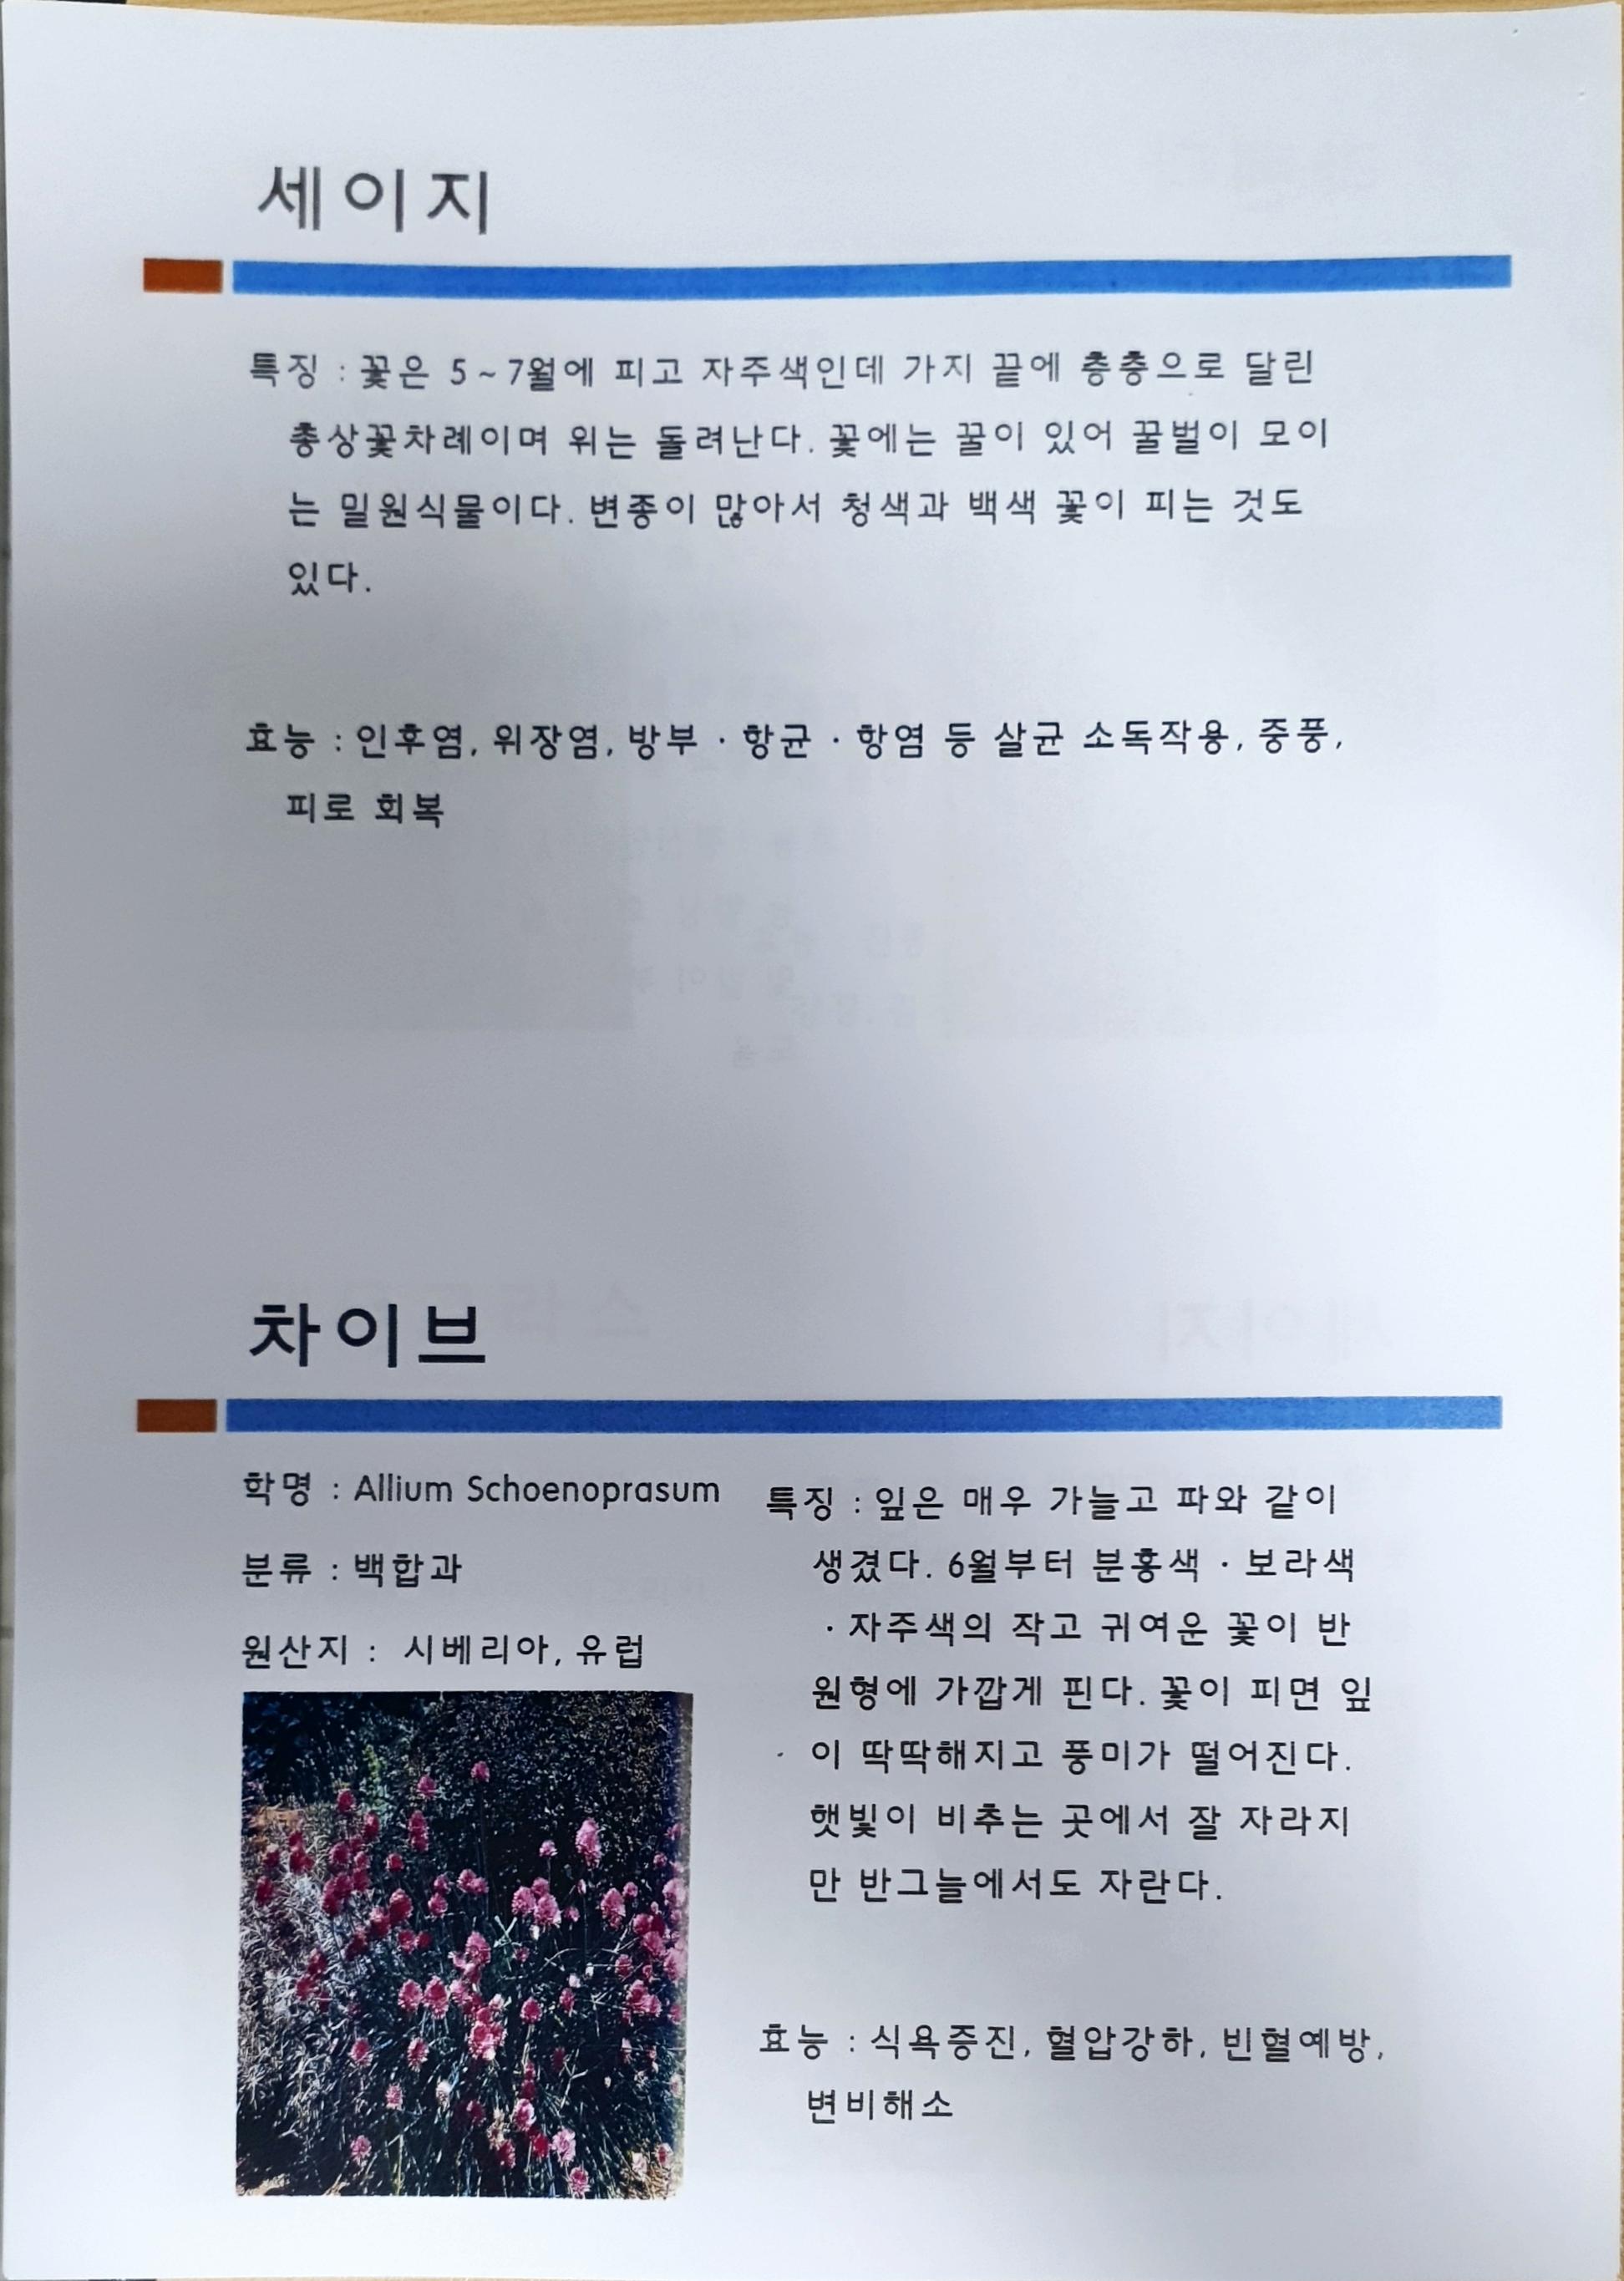 세이지
특징 : 꽃은 5~7월에 피고 자주색인데 가지 끝에 층층으로 달린
총상꽃차례이며 위는 돌려난다. 꽃에는 꿀이 있어 꿀벌이 모이
는 밀원식물이다. 변종이 많아서 청색과 백색 꽃이 피는 것도
있다.
효능 : 인후염, 위장염, 방부 · 항균 · 항염 등 살균 소독작용, 중풍,
피로 회복
차이브
학명 : Allium Schoenoprasum
분류 : 백합과
원산지 : 시베리아, 유럽
특징 : 잎은 매우 가늘고 파와 같이
생겼다. 6월부터 분홍색 · 보라색
· 자주색의 작고 귀여운 꽃이 반
원형에 가깝게 핀다. 꽃이 피면 잎
이 딱딱해지고 풍미가 떨어진다.
햇빛이 비추는 곳에서 잘 자라지
만 반그늘에서도 자란다.
효능 : 식욕증진, 혈압강하, 빈혈예방,
변비해소